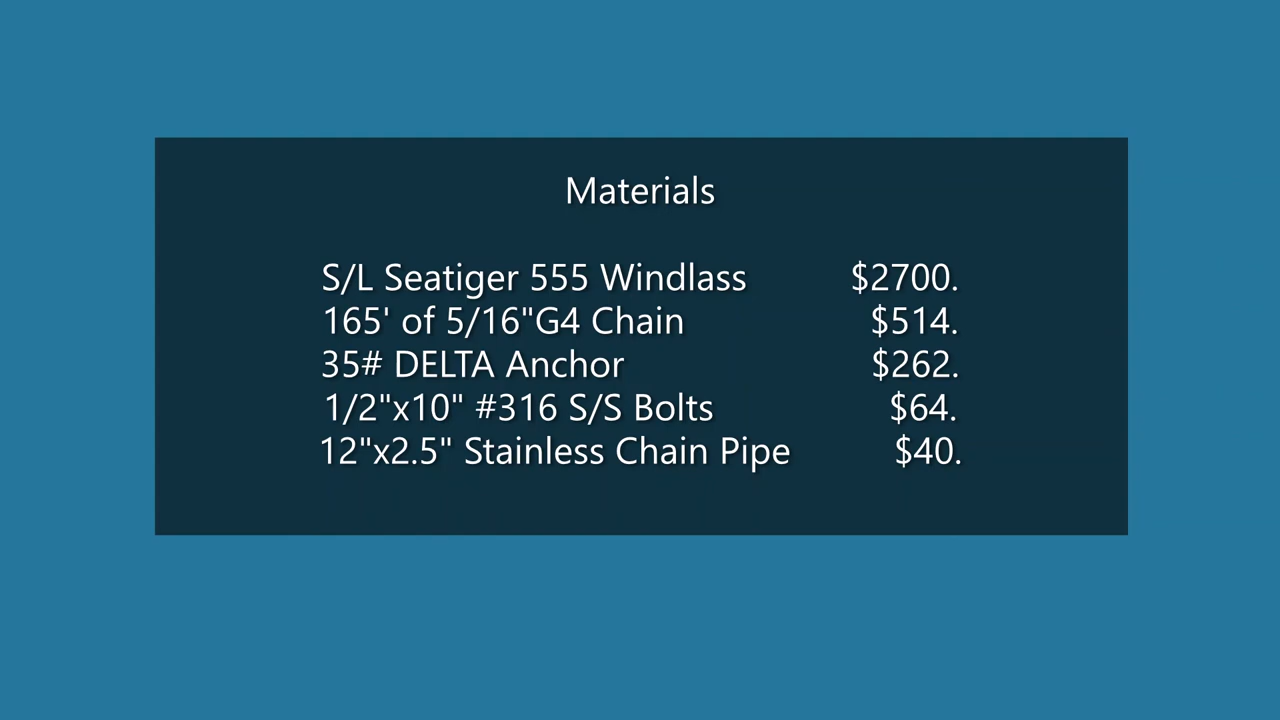 Materials
S/L Seatiger 555 Windlass $2700.
165' of 5/16"G4 Chain $514.
35# DELTA Anchor $262.
1/2"x10" #316 S/S Bolts $64.
12"x2.5" Stainless Chain Pipe $40.